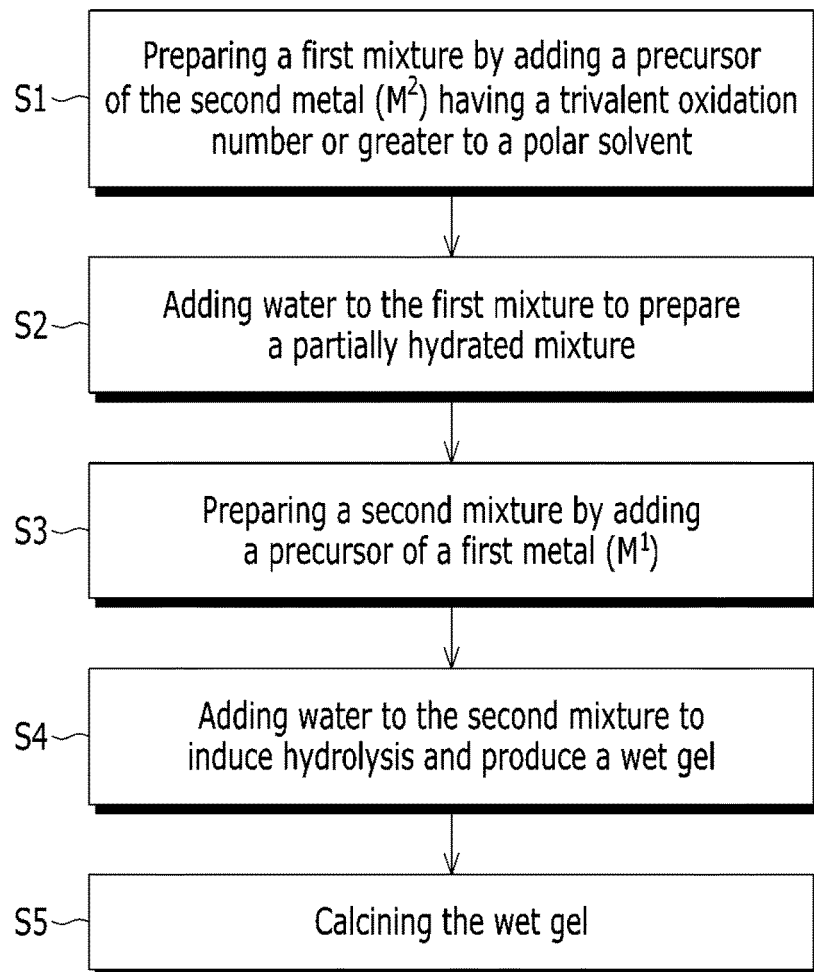 S1
Preparing a first mixture by adding a precursor
of the second metal (M²) having a trivalent oxidation
number or greater to a polar solvent
S2
Adding water to the first mixture to prepare
a partially hydrated mixture
S3
Preparing a second mixture by adding
a precursor of a first metal (M¹)
S4
Adding water to the second mixture to
induce hydrolysis and produce a wet gel
S5
Calcining the wet gel